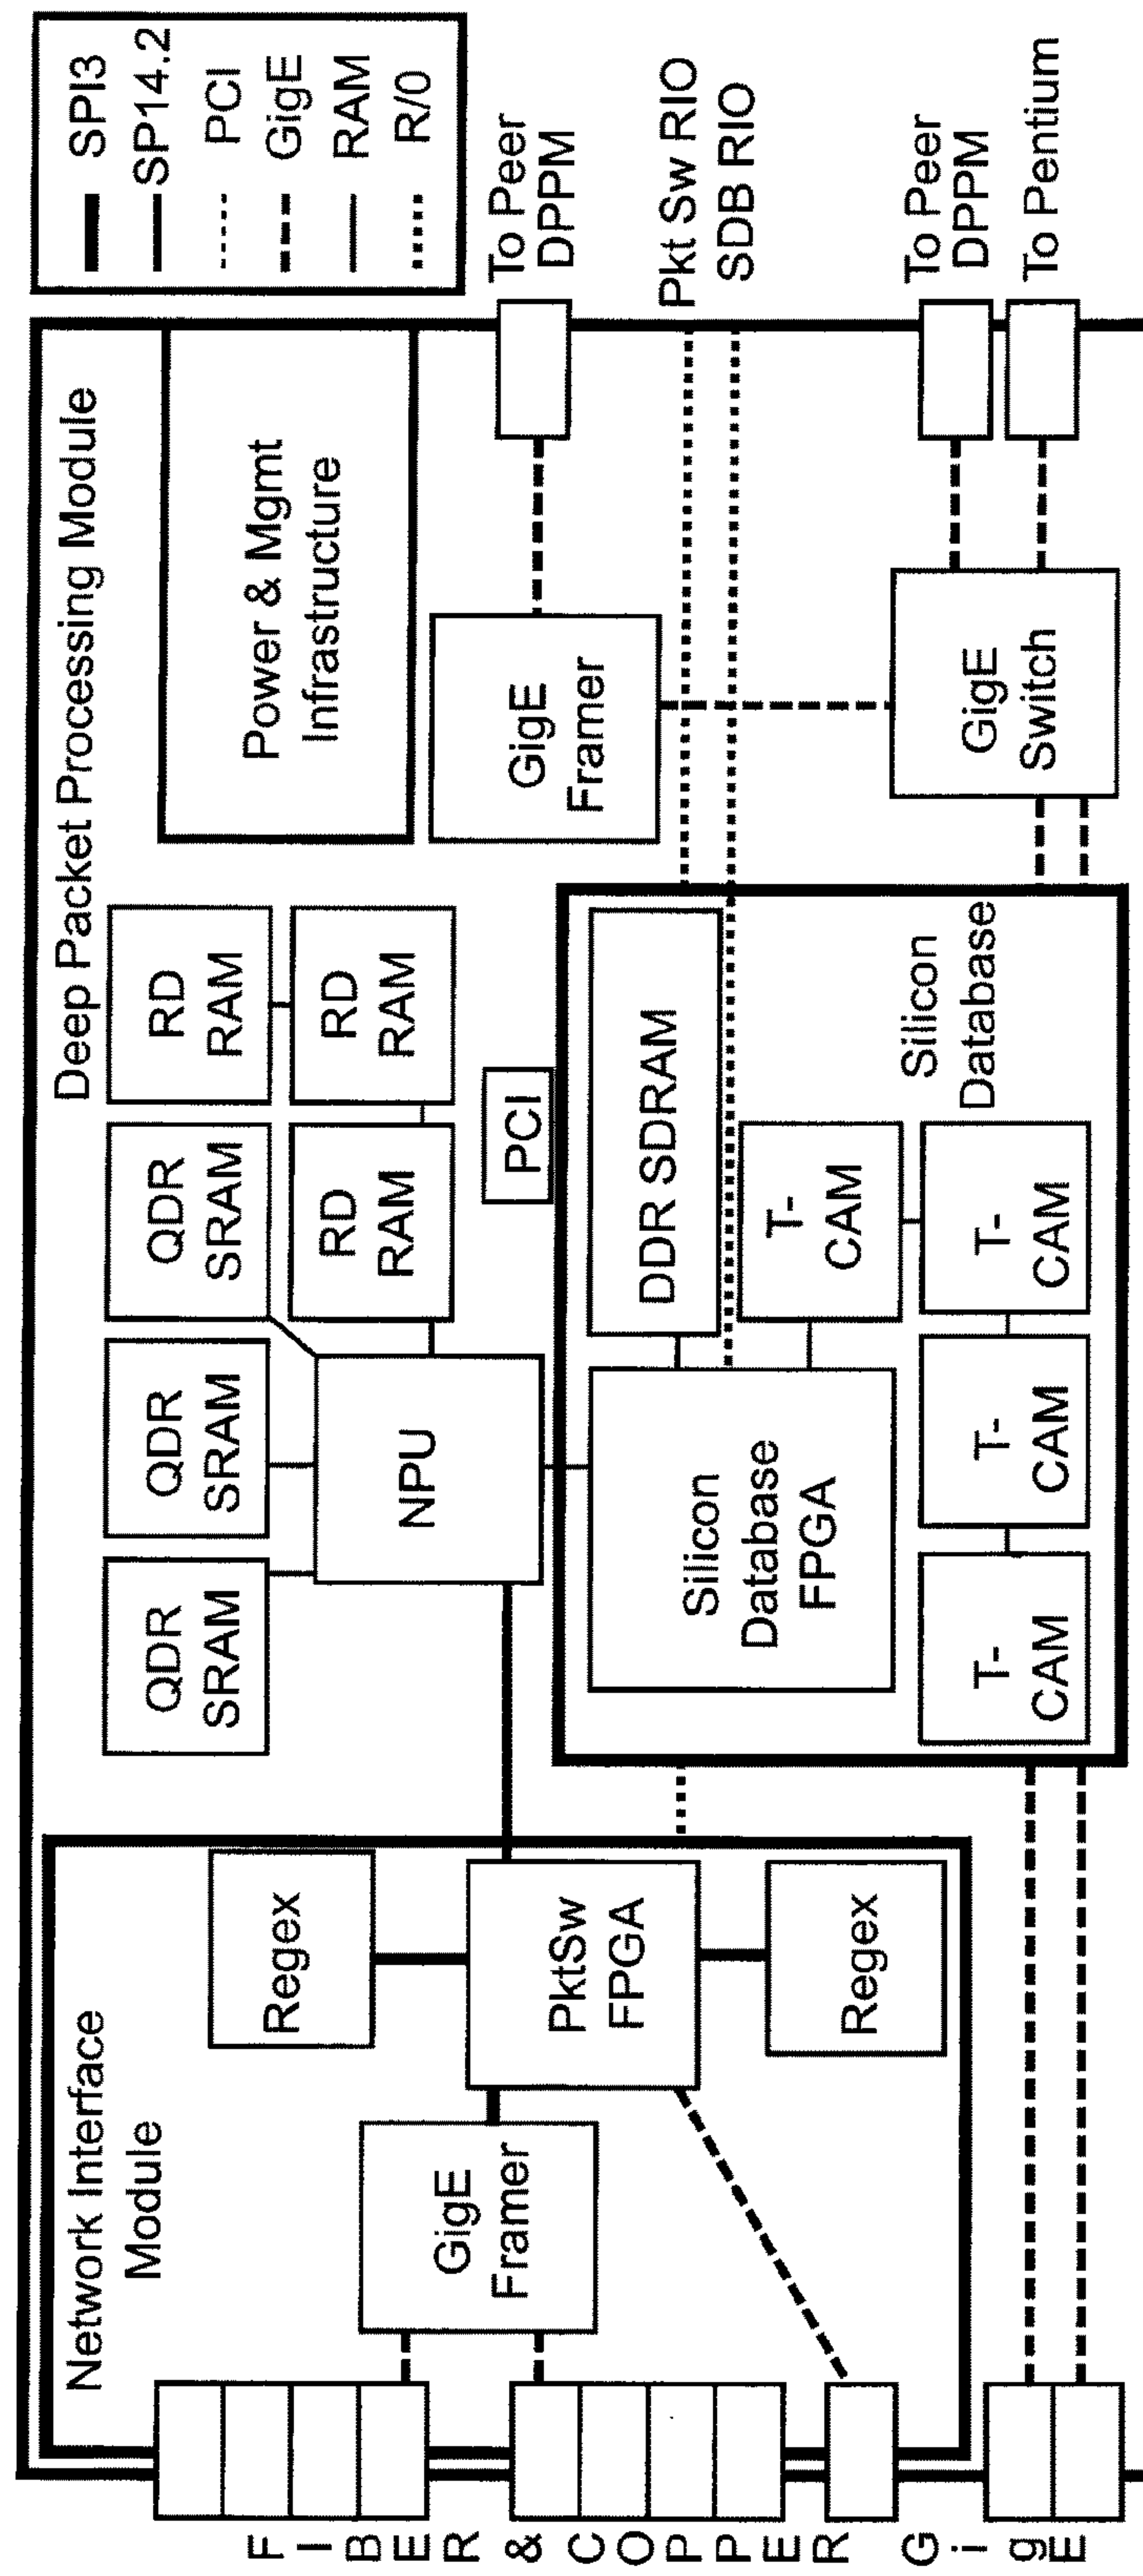 Deep Packet Processing Module
Network Interface
Module
Regex
GigE
Framer
PktSw
FPGA
Regex
QDR
SRAM
QDR
SRAM
QDR
SRAM
RD
RAM
RD
RAM
RD
RAM
NPU
PCI
Silicon
Database
FPGA
DDR SDRAM
T-
CAM
T-
CAM
T-
CAM
T-
CAM
Silicon
Database
Power & Mgmt
Infrastructure
GigE
Framer
GigE
Switch
SPI3
SP14.2
PCI
GigE
RAM
R/0
To Peer
DPPM
Pkt Sw RIO
SDB RIO
To Peer
DPPM
To Pentium
FIBER & COPPER GigE